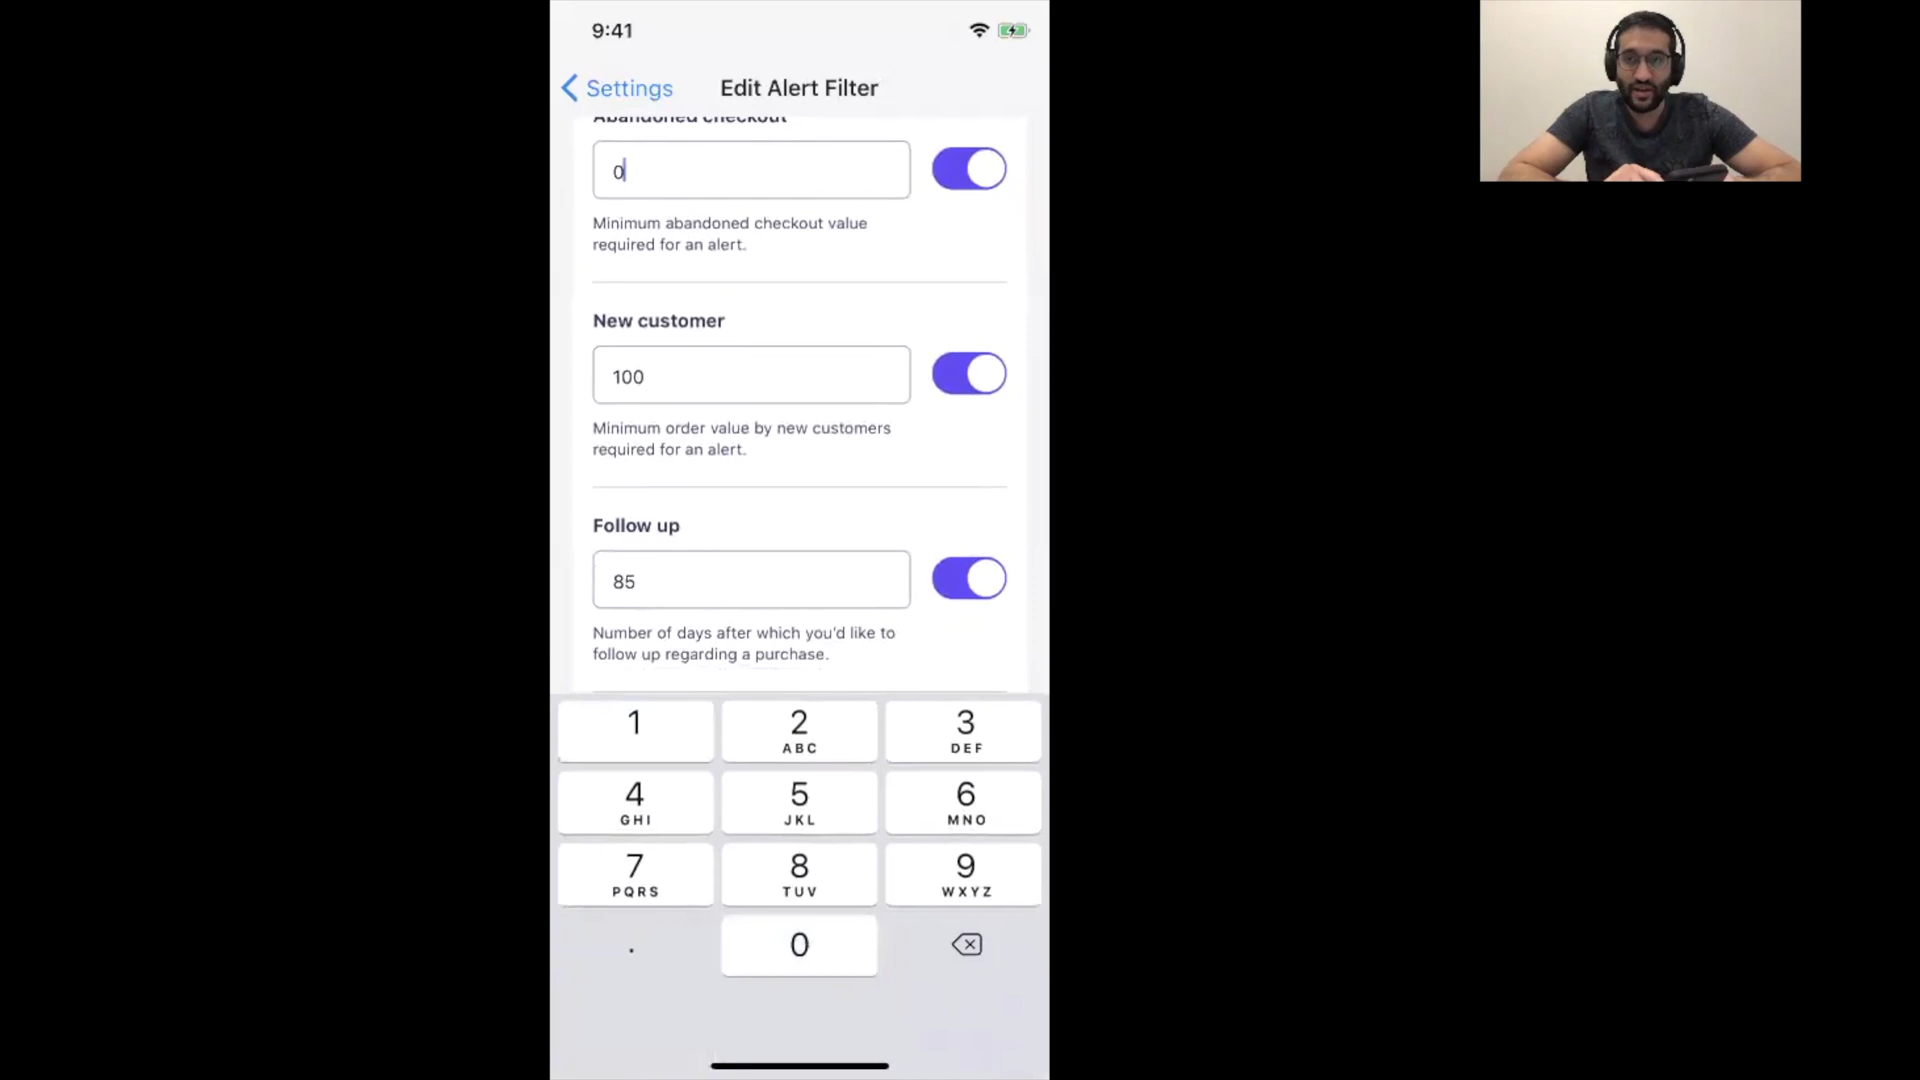 9:41
Settings
Edit Alert Filter
Abandoned checkout
0
Minimum abandoned checkout value
required for an alert.
New customer
100
Minimum order value by new customers
required for an alert.
Follow up
85
Number of days after which you'd like to
follow up regarding a purchase.
1
2
ABC
3
DEF
4
GHI
5
JKL
6
MNO
7
PQRS
8
TUV
9
WXYZ
.
0